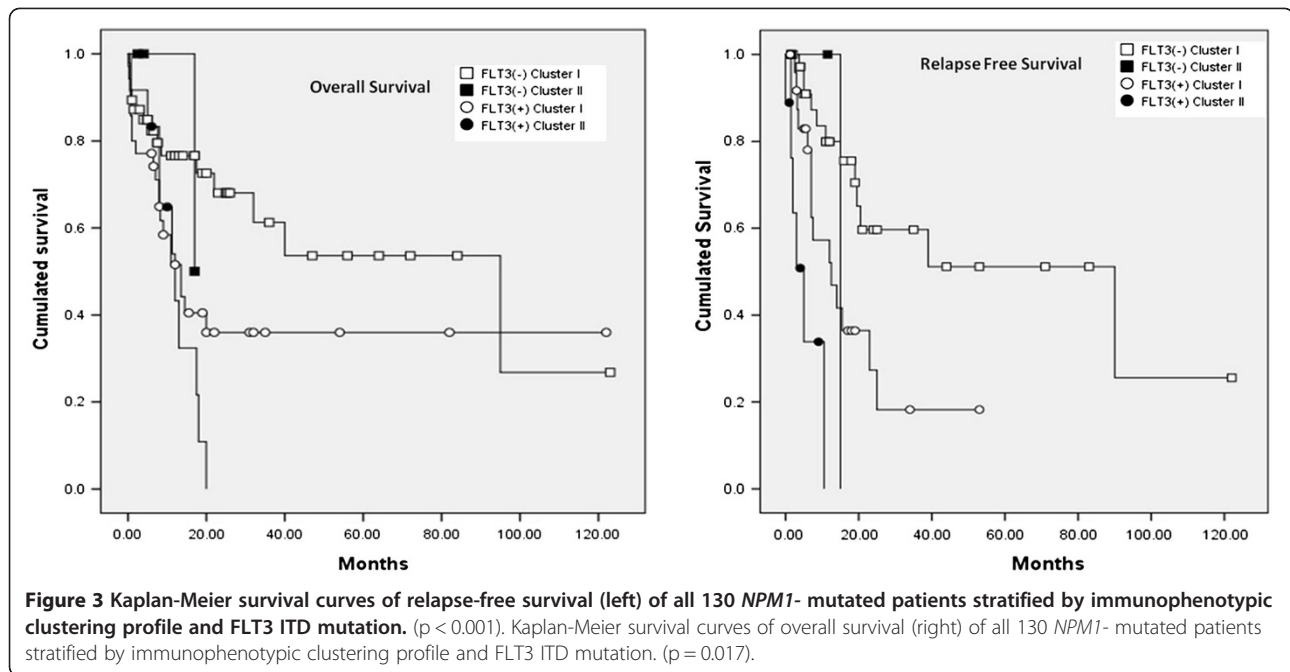 Overall Survival
FLT3(-) Cluster I
FLT3(-) Cluster II
FLT3(+) Cluster I
FLT3(+) Cluster II
Cumulated survival
1.0
0.8
0.6
0.4
0.2
0.0
0.00 20.00 40.00 60.00 80.00 100.00 120.00
Months
Relapse Free Survival
FLT3(-) Cluster I
FLT3(-) Cluster II
FLT3(+) Cluster I
FLT3(+) Cluster II
Cumulated Survival
1.0
0.8
0.6
0.4
0.2
0.0
0.00 20.00 40.00 60.00 80.00 100.00 120.00
Months
Figure 3 Kaplan-Meier survival curves of relapse-free survival (left) of all 130 NPM1- mutated patients stratified by immunophenotypic
clustering profile and FLT3 ITD mutation. (p < 0.001). Kaplan-Meier survival curves of overall survival (right) of all 130 NPM1- mutated patients
stratified by immunophenotypic clustering profile and FLT3 ITD mutation. (p = 0.017).